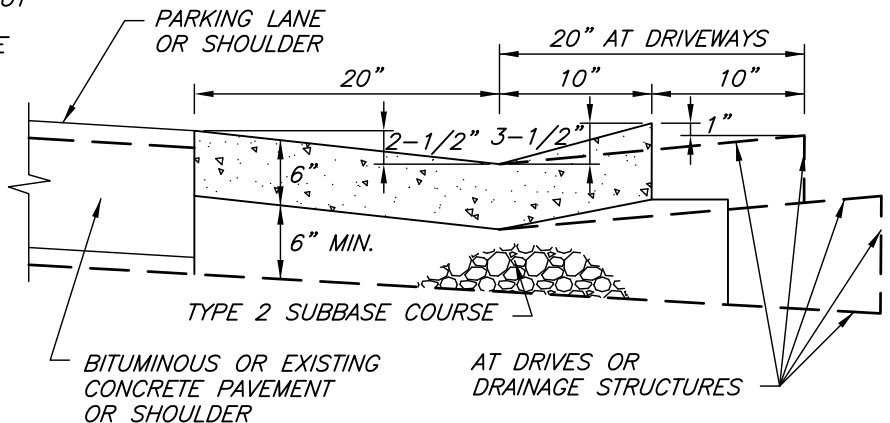 PARKING LANE
OR SHOULDER
20” AT DRIVEWAYS
20”
10”
10”
2-1/2”
3-1/2”
1”
6”
6” MIN.
TYPE 2 SUBBASE COURSE
BITUMINOUS OR EXISTING
CONCRETE PAVEMENT
OR SHOULDER
AT DRIVES OR
DRAINAGE STRUCTURES